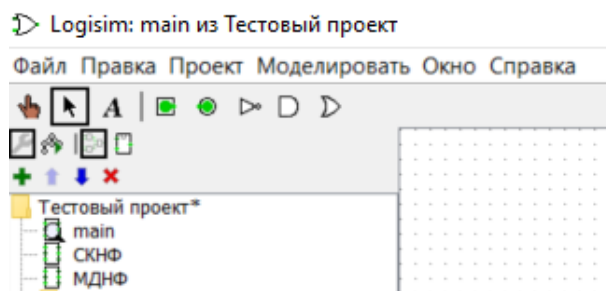 Logisim: main из Тестовый проект
Файл Правка Проект Моделировать Окно Справка
A
Тестовый проект*
main
СКНФ
МДНФ